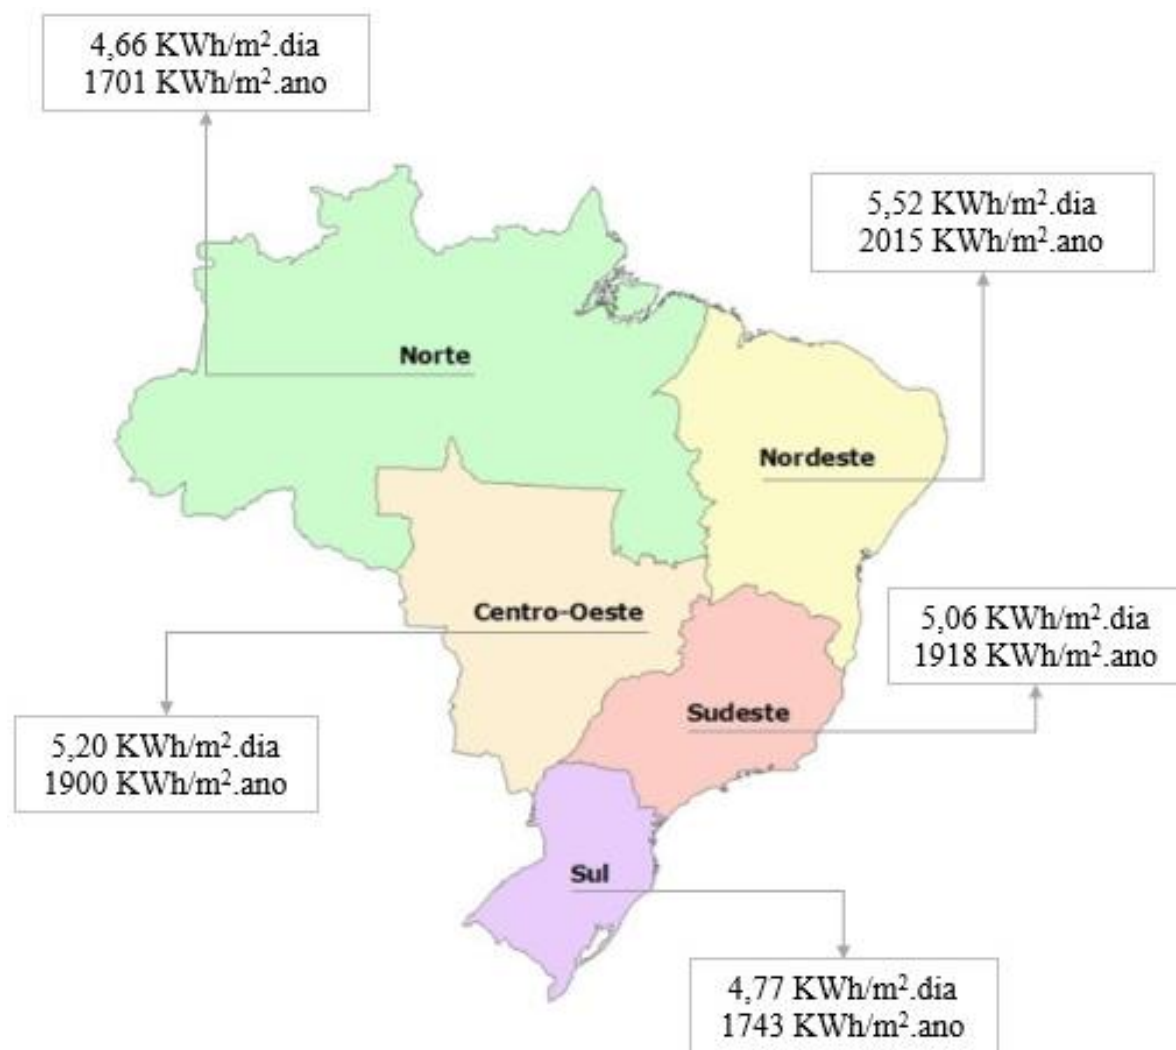 4,66 KWh/m².dia
1701 KWh/m².ano
5,52 KWh/m².dia
2015 KWh/m².ano
Norte
Nordeste
Centro-Oeste
5,06 KWh/m².dia
1918 KWh/m².ano
Sudeste
5,20 KWh/m².dia
1900 KWh/m².ano
Sul
4,77 KWh/m².dia
1743 KWh/m².ano